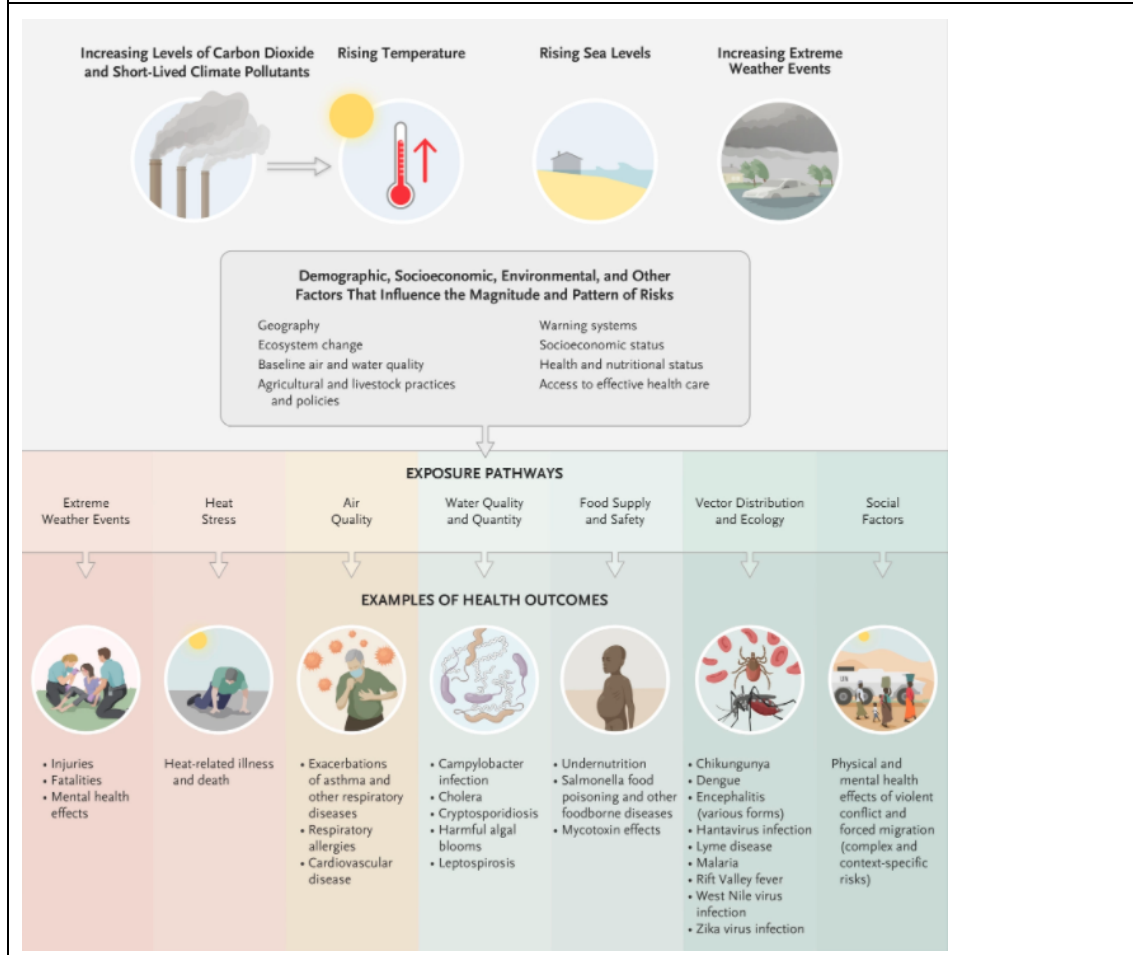 Increasing Levels of Carbon Dioxide
and Short-Lived Climate Pollutants
Rising Temperature
Rising Sea Levels
Increasing Extreme
Weather Events
Demographic, Socioeconomic, Environmental, and Other
Factors That Influence the Magnitude and Pattern of Risks
Geography
Ecosystem change
Baseline air and water quality
Agricultural and livestock practices
and policies
Warning systems
Socioeconomic status
Health and nutritional status
Access to effective health care
EXPOSURE PATHWAYS
Extreme
Weather Events
Heat
Stress
Air
Quality
Water Quality
and Quantity
Food Supply
and Safety
Vector Distribution
and Ecology
Social
Factors
EXAMPLES OF HEALTH OUTCOMES
UN
• Injuries
• Fatalities
• Mental health
effects
Heat-related illness
and death
• Exacerbations
of asthma and
other respiratory
diseases
• Respiratory
allergies
• Cardiovascular
disease
• Campylobacter
infection
• Cholera
• Cryptosporidiosis
• Harmful algal
blooms
• Leptospirosis
• Undernutrition
• Salmonella food
poisoning and other
foodborne diseases
• Mycotoxin effects
• Chikungunya
• Dengue
• Encephalitis
(various forms)
• Hantavirus infection
• Lyme disease
• Malaria
• Rift Valley fever
• West Nile virus
infection
• Zika virus infection
Physical and
mental health
effects of violent
conflict and
forced migration
(complex and
context-specific
risks)